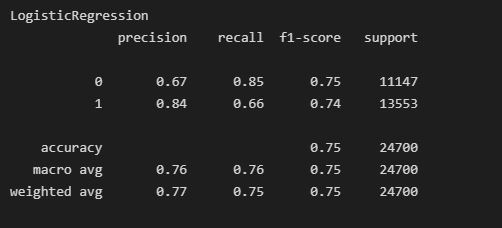 LogisticRegression
precision recall f1-score support
0 0.67 0.85 0.75 11147
1 0.84 0.66 0.74 13553
accuracy 0.75 24700
macro avg 0.76 0.76 0.75 24700
weighted avg 0.77 0.75 0.75 24700